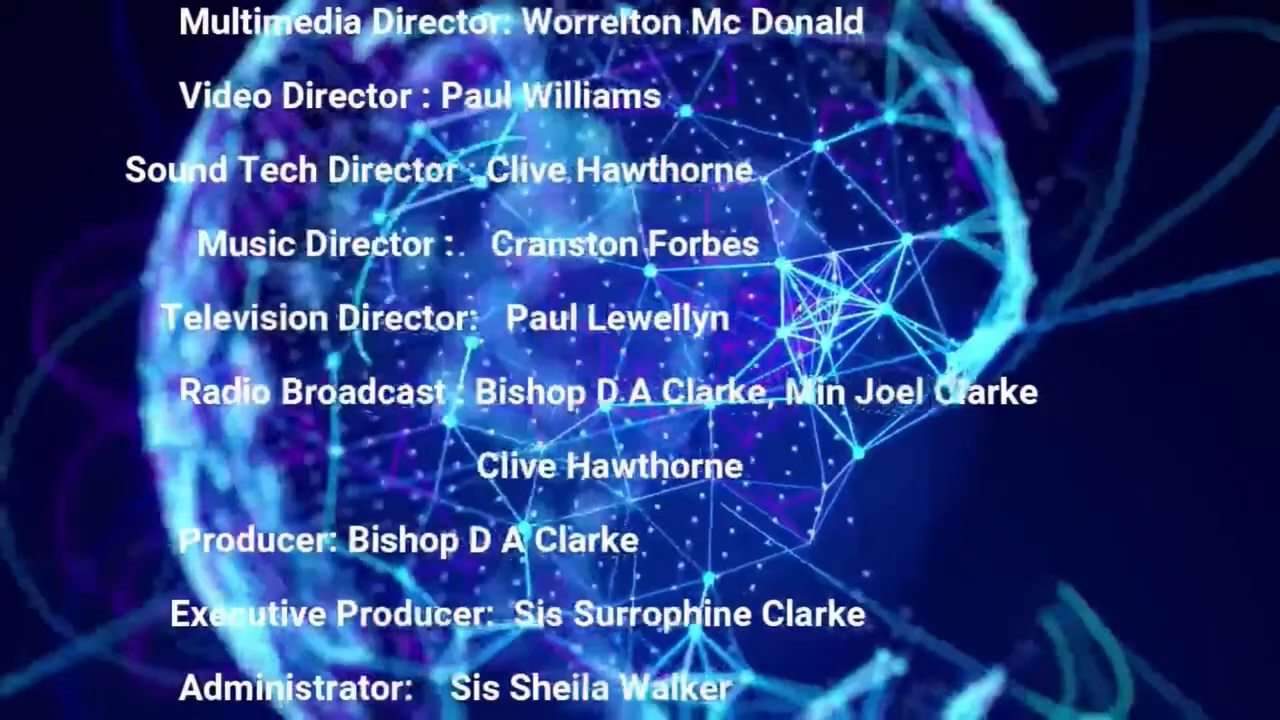 Multimedia Director: Worrelton Mc Donald
Video Director : Paul Williams
Sound Tech Director : Clive Hawthorne
Music Director : Cranston Forbes
Television Director: Paul Lewellyn
Radio Broadcast : Bishop D A Clarke, Min Joel Clarke
Clive Hawthorne
Producer: Bishop D A Clarke
Executive Producer: Sis Surrophine Clarke
Administrator: Sis Sheila Walker